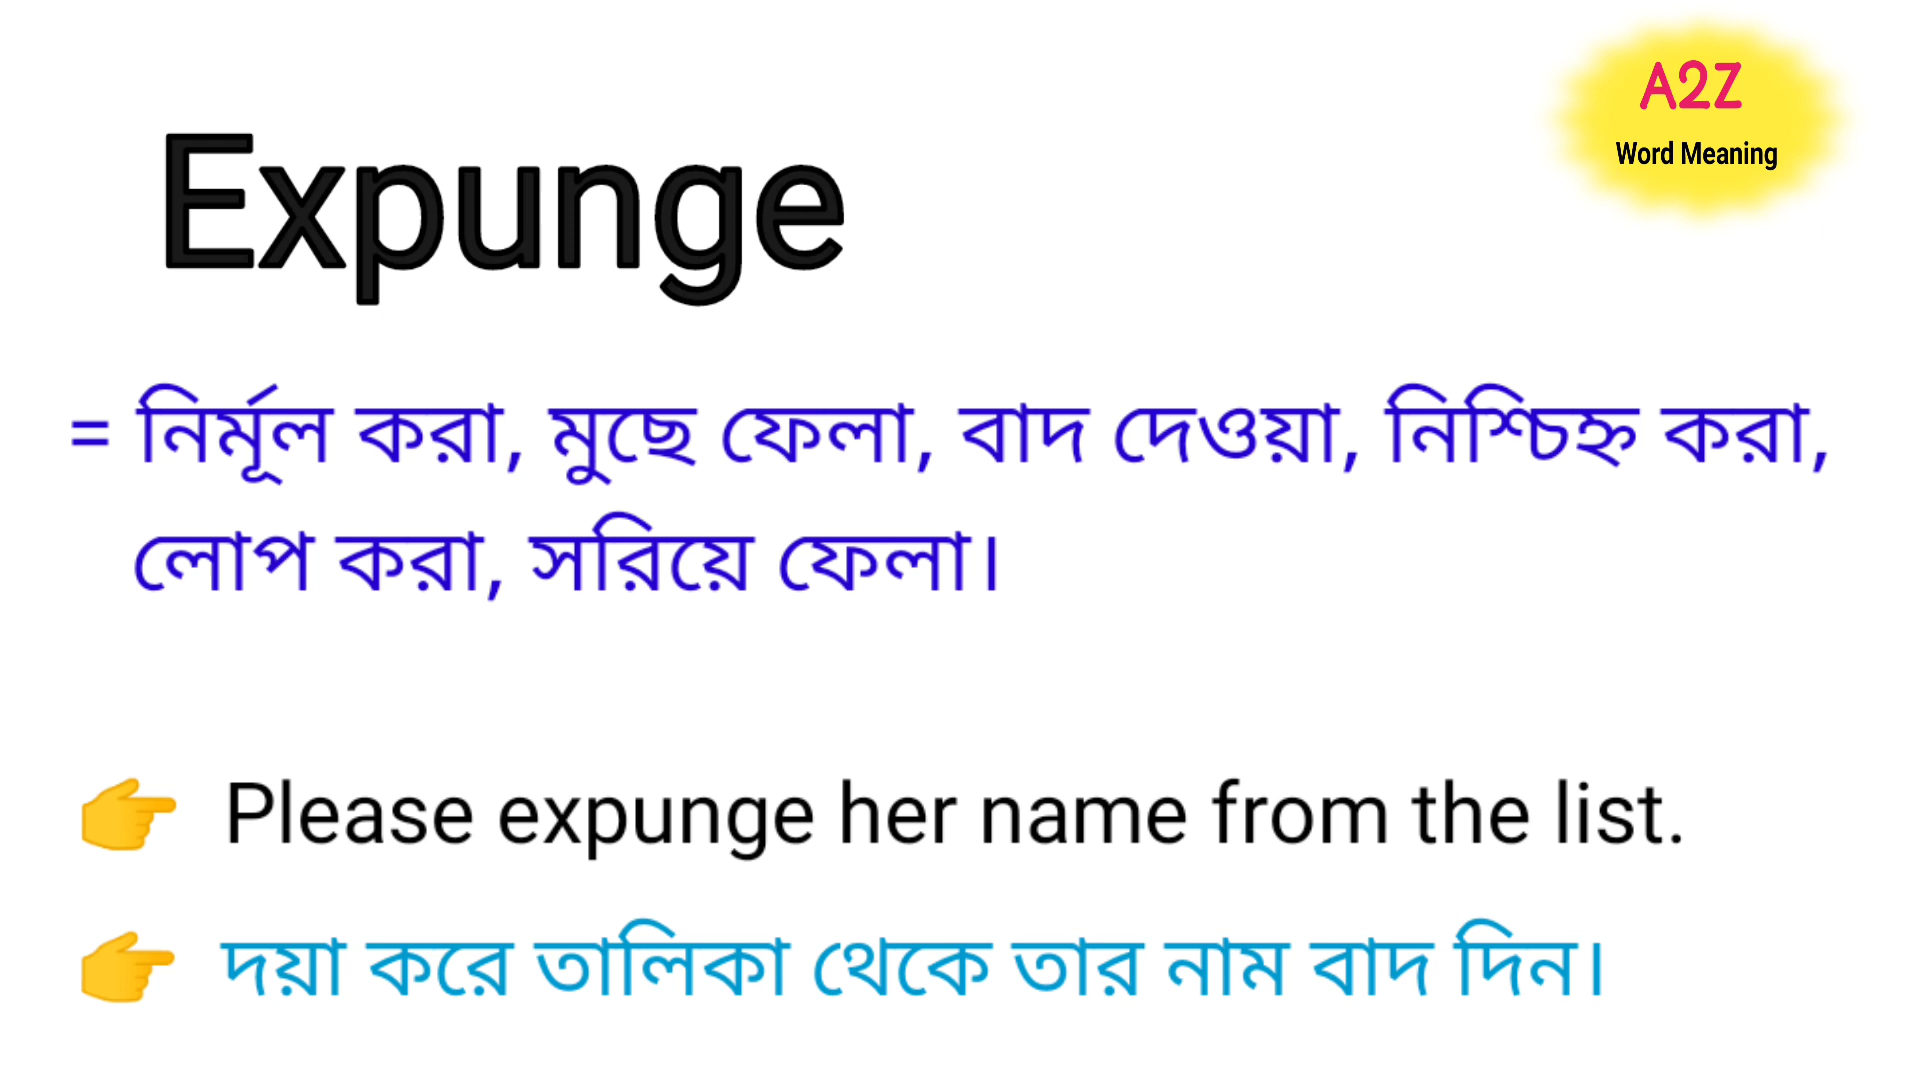 A2Z
Word Meaning
Expunge
= নির্মূল করা, মুছে ফেলা, বাদ দেওয়া, নিশ্চিহ্ন করা,
লোপ করা, সরিয়ে ফেলা।
👉 Please expunge her name from the list.
👉 দয়া করে তালিকা থেকে তার নাম বাদ দিন।